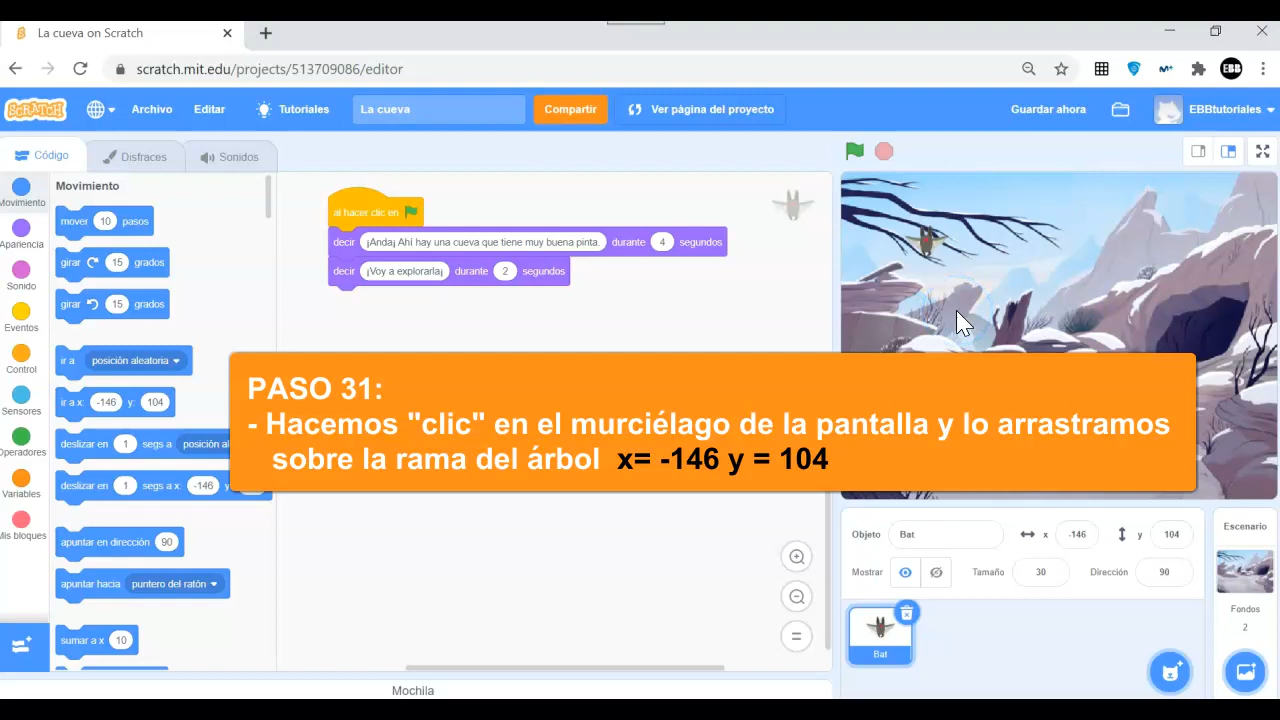 La cueva on Scratch
scratch.mit.edu/projects/513709086/editor
EBB
SCRATCH
Archivo
Editar
Tutoriales
La cueva
Compartir
Ver página del proyecto
Guardar ahora
EBBtutoriales
Código
Disfraces
Sonidos
Movimiento
Apariencia
Sonido
Eventos
Control
Sensores
Operadores
Variables
Mis bloques
Movimiento
mover 10 pasos
girar 15 grados
girar 15 grados
ir a posición aleatoria
ir a x: -146 y: 104
deslizar en 1 segs a posición al
deslizar en 1 segs a x: -146 y
apuntar en dirección 90
apuntar hacia puntero del ratón
sumar a x 10
al hacer clic en
decir ¡Anda¡ Ahí hay una cueva que tiene muy buena pinta. durante 4 segundos
decir ¡Voy a explorarla¡ durante 2 segundos
PASO 31:
- Hacemos "clic" en el murciélago de la pantalla y lo arrastramos
sobre la rama del árbol x= -146 y = 104
Objeto Bat x -146 y 104
Mostrar Tamaño 30 Dirección 90
Bat
Escenario
Fondos
2
Mochila